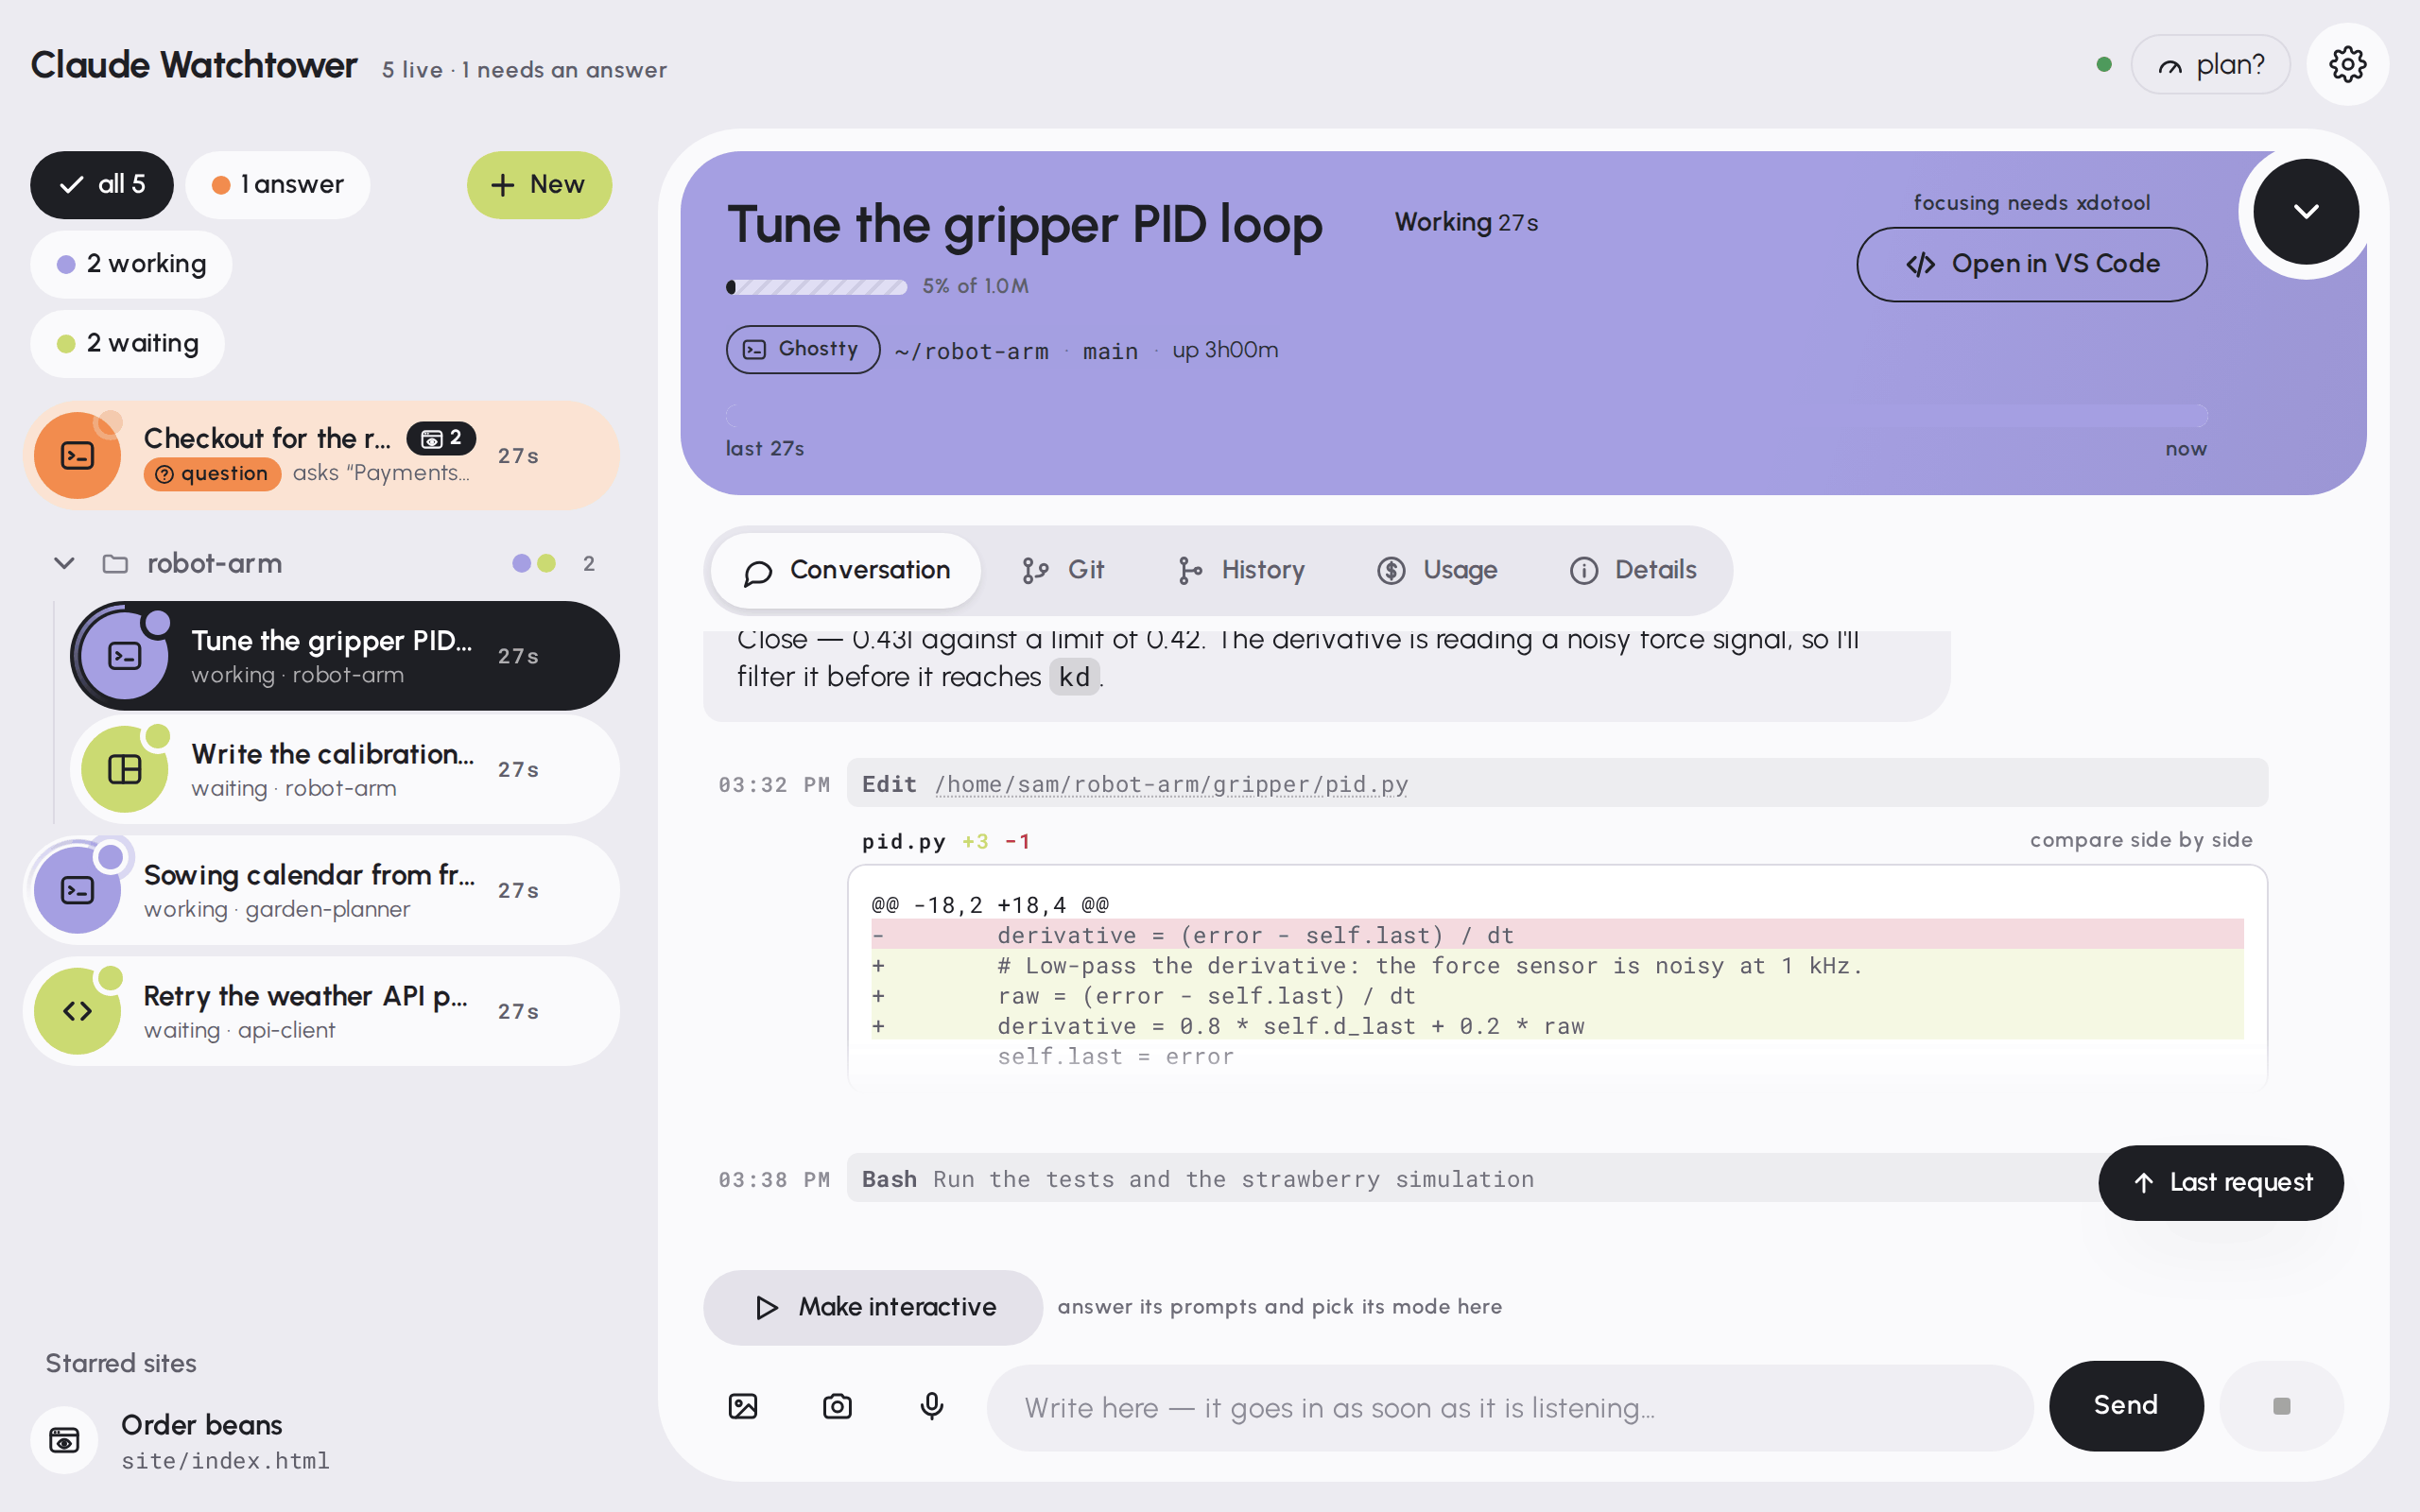 Claude Watchtower 5 live · 1 needs an answer
plan?
all 5
1 answer
New
2 working
2 waiting
Checkout for the r... 2
question asks “Payments...
27s
robot-arm 2
Tune the gripper PID...
working · robot-arm
27s
Write the calibration...
waiting · robot-arm
27s
Sowing calendar from fr...
working · garden-planner
27s
Retry the weather API p...
waiting · api-client
27s
Starred sites
Order beans
site/index.html
Tune the gripper PID loop
Working 27s
focusing needs xdotool
Open in VS Code
5% of 1.0M
Ghostty ~/robot-arm · main · up 3h00m
last 27s
now
Conversation
Git
History
Usage
Details
Close — 0.431 against a limit of 0.42. The derivative is reading a noisy force signal, so I'll
filter it before it reaches kd.
03:32 PM Edit /home/sam/robot-arm/gripper/pid.py
pid.py +3 -1
compare side by side
@@ -18,2 +18,4 @@
- derivative = (error - self.last) / dt
+ # Low-pass the derivative: the force sensor is noisy at 1 kHz.
+ raw = (error - self.last) / dt
+ derivative = 0.8 * self.d_last + 0.2 * raw
self.last = error
03:38 PM Bash Run the tests and the strawberry simulation
Last request
Make interactive answer its prompts and pick its mode here
Write here — it goes in as soon as it is listening...
Send